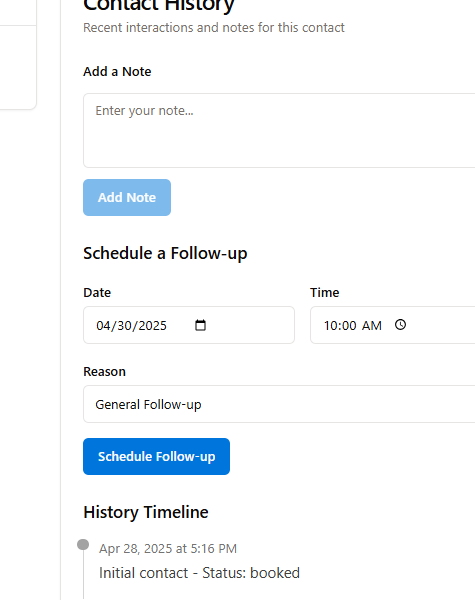 Contact History
Recent interactions and notes for this contact
Add a Note
Enter your note...
Add Note
Schedule a Follow-up
Date
Time
04/30/2025
10:00 AM
Reason
General Follow-up
Schedule Follow-up
History Timeline
Apr 28, 2025 at 5:16 PM
Initial contact - Status: booked